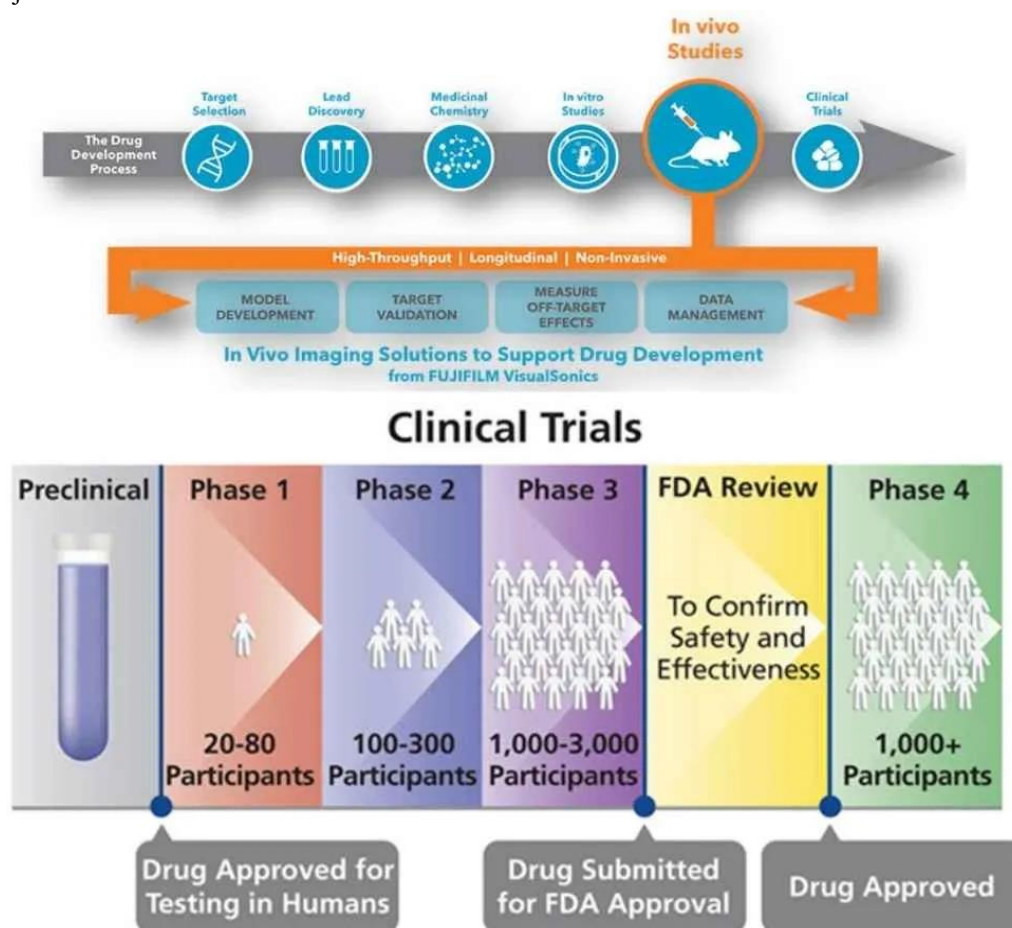 In vivo
Studies
Target
Selection
Lead
Discovery
Medicinal
Chemistry
In vitro
Studies
Clinical
Trials
The Drug
Development
Process
High-Throughput | Longitudinal | Non-Invasive
MODEL
DEVELOPMENT
TARGET
VALIDATION
MEASURE
OFF-TARGET
EFFECTS
DATA
MANAGEMENT
In Vivo Imaging Solutions to Support Drug Development
from FUJIFILM VisualSonics
Clinical Trials
Preclinical
Phase 1
Phase 2
Phase 3
FDA Review
Phase 4
To Confirm
Safety and
Effectiveness
20-80
Participants
100-300
Participants
1,000-3,000
Participants
1,000+
Participants
Drug Approved for
Testing in Humans
Drug Submitted
for FDA Approval
Drug Approved